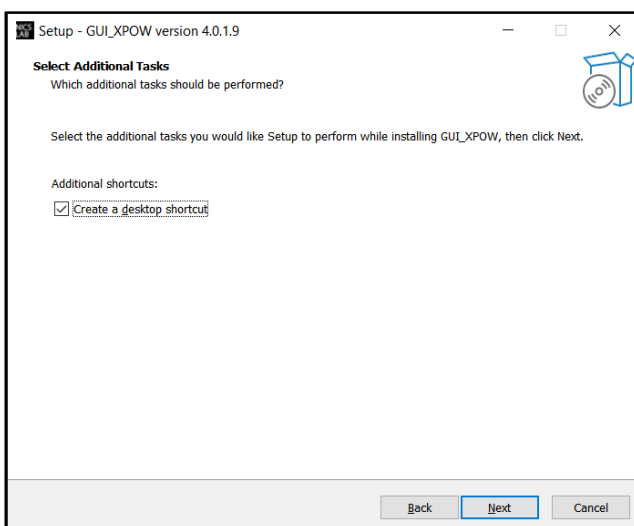 NICS
LAB
Setup - GUI_XPOW version 4.0.1.9
Select Additional Tasks
Which additional tasks should be performed?
Select the additional tasks you would like Setup to perform while installing GUI_XPOW, then click Next.
Additional shortcuts:
Create a desktop shortcut
Back Next Cancel